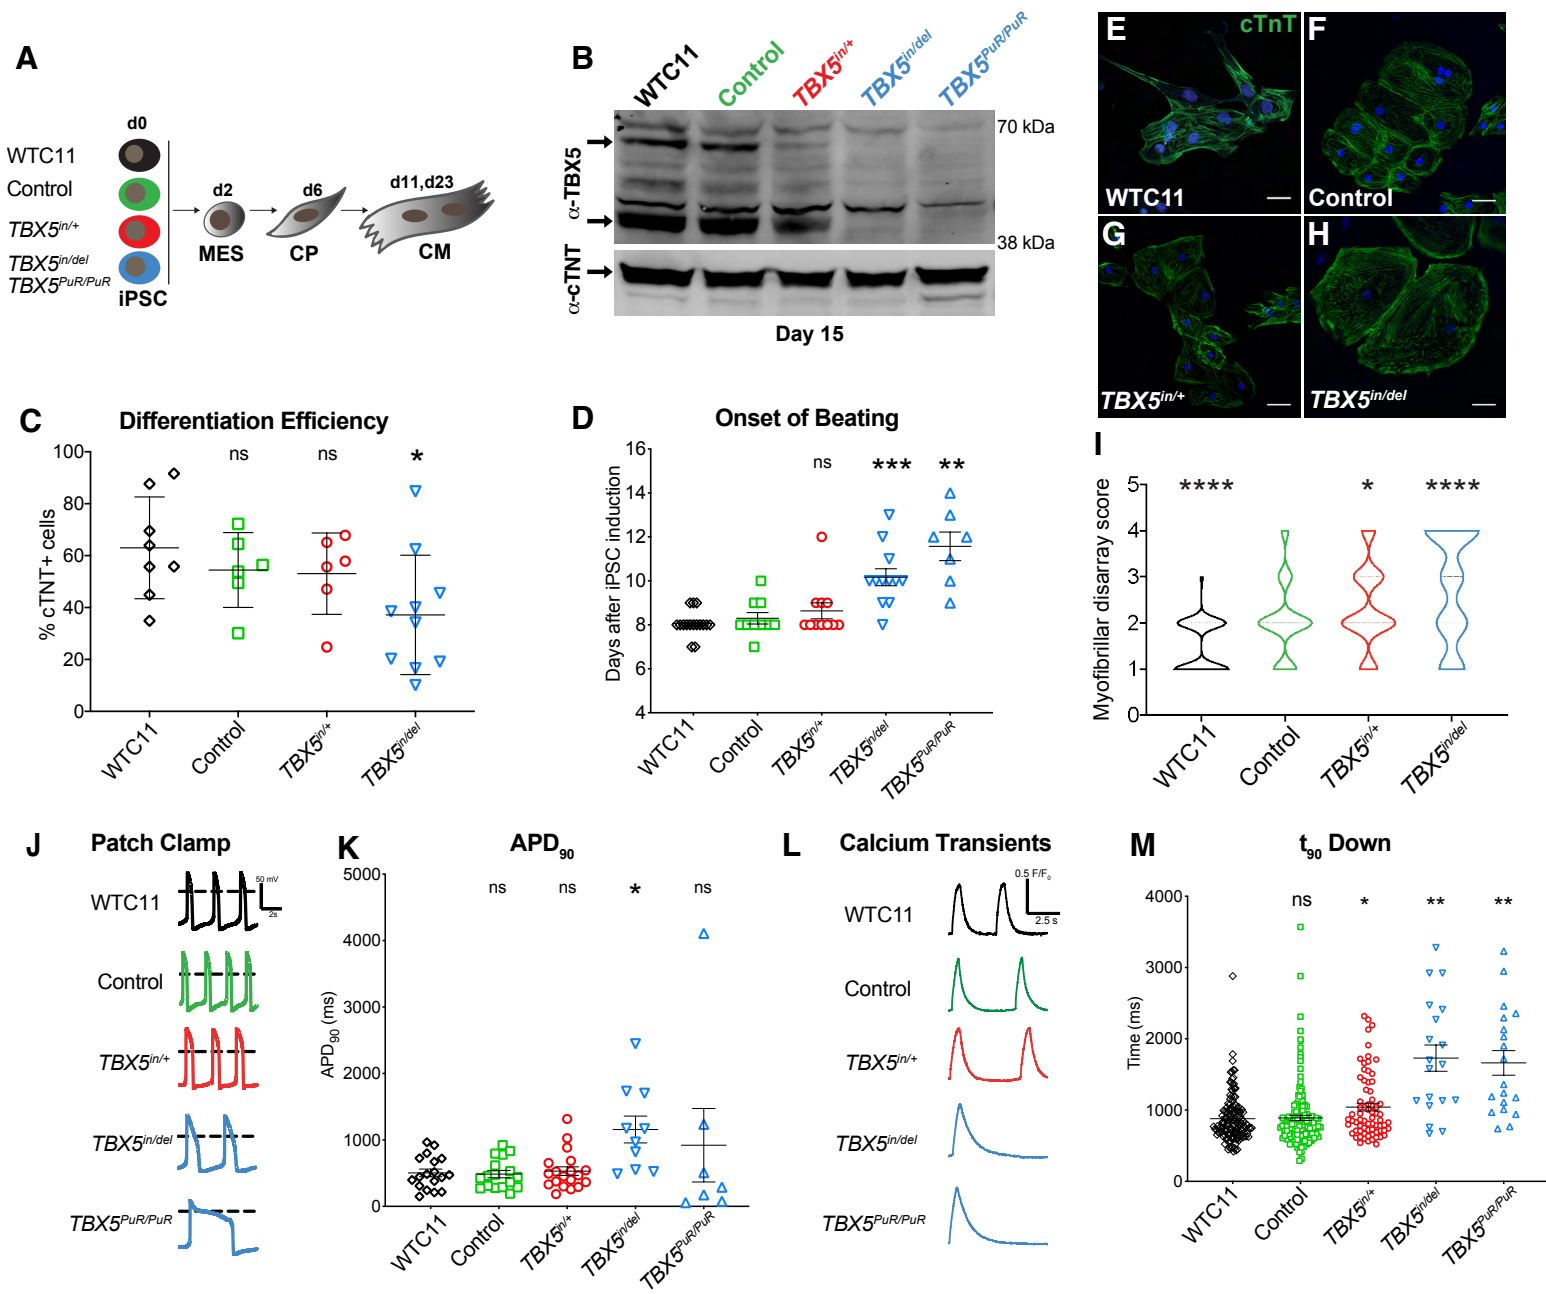 A
d0
WTC11
Control
TBX5in/+
TBX5in/del
TBX5PuR/PuR
iPSC
d2
MES
d6
CP
d11,d23
CM
B
WTC11
Control
TBX5in/+
TBX5in/del
TBX5PuR/PuR
α-TBX5
70 kDa
38 kDa
α-cTNT
Day 15
E
cTnT
WTC11
F
Control
G
TBX5in/+
H
TBX5in/del
C
Differentiation Efficiency
% cTNT+ cells
100
80
60
40
20
0
ns
ns
*
WTC11
Control
TBX5in/+
TBX5in/del
D
Onset of Beating
Days after iPSC induction
16
14
12
10
8
6
4
ns
***
**
WTC11
Control
TBX5in/+
TBX5in/del
TBX5PuR/PuR
I
Myofibrillar disarray score
5
4
3
2
1
0
****
*
****
WTC11
Control
TBX5in/+
TBX5in/del
J
Patch Clamp
WTC11
50 mV
2s
Control
TBX5in/+
TBX5in/del
TBX5PuR/PuR
K
APD90
APD90 (ms)
5000
4000
3000
2000
1000
0
ns
ns
*
ns
WTC11
Control
TBX5in/+
TBX5in/del
TBX5PuR/PuR
L
Calcium Transients
WTC11
0.5 F/F0
2.5 s
Control
TBX5in/+
TBX5in/del
TBX5PuR/PuR
M
t90 Down
Time (ms)
4000
3000
2000
1000
0
ns
*
**
**
WTC11
Control
TBX5in/+
TBX5in/del
TBX5PuR/PuR